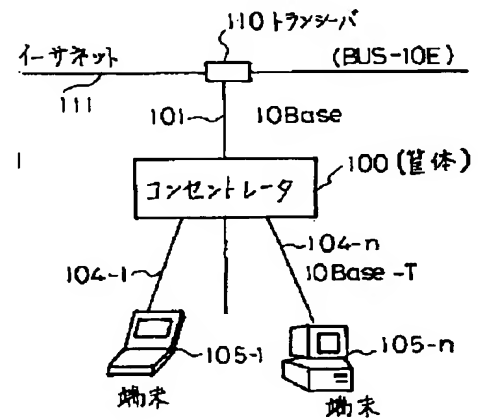 110 トランシーバ
イーサネット
(BUS-10E)
111
101
10Base
100 (筐体)
コンセントレータ
104-1
104-n
10Base-T
105-1
105-n
端末
端末